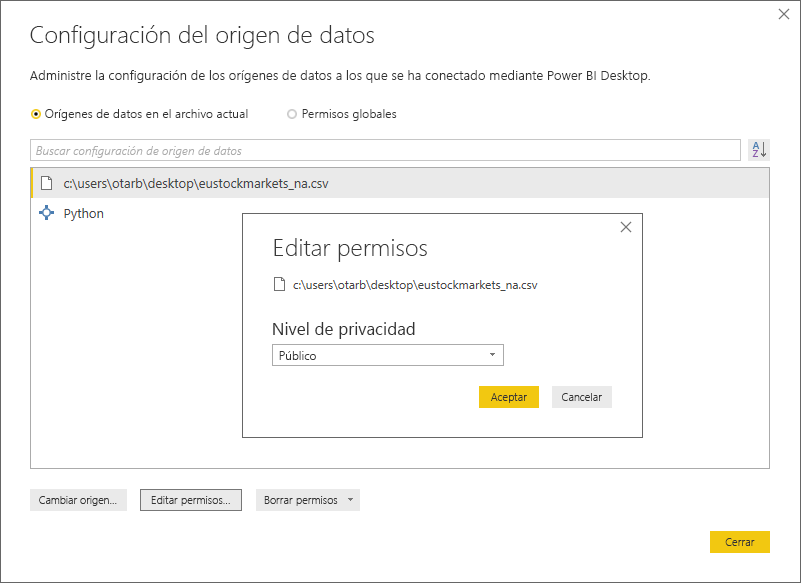 Configuración del origen de datos
Administre la configuración de los orígenes de datos a los que se ha conectado mediante Power BI Desktop.
Orígenes de datos en el archivo actual
Permisos globales
Buscar configuración de origen de datos
A
Z
c:\users\otarb\desktop\eustockmarkets_na.csv
Python
Editar permisos
c:\users\otarb\desktop\eustockmarkets_na.csv
Nivel de privacidad
Público
Aceptar
Cancelar
Cambiar origen...
Editar permisos...
Borrar permisos
Cerrar